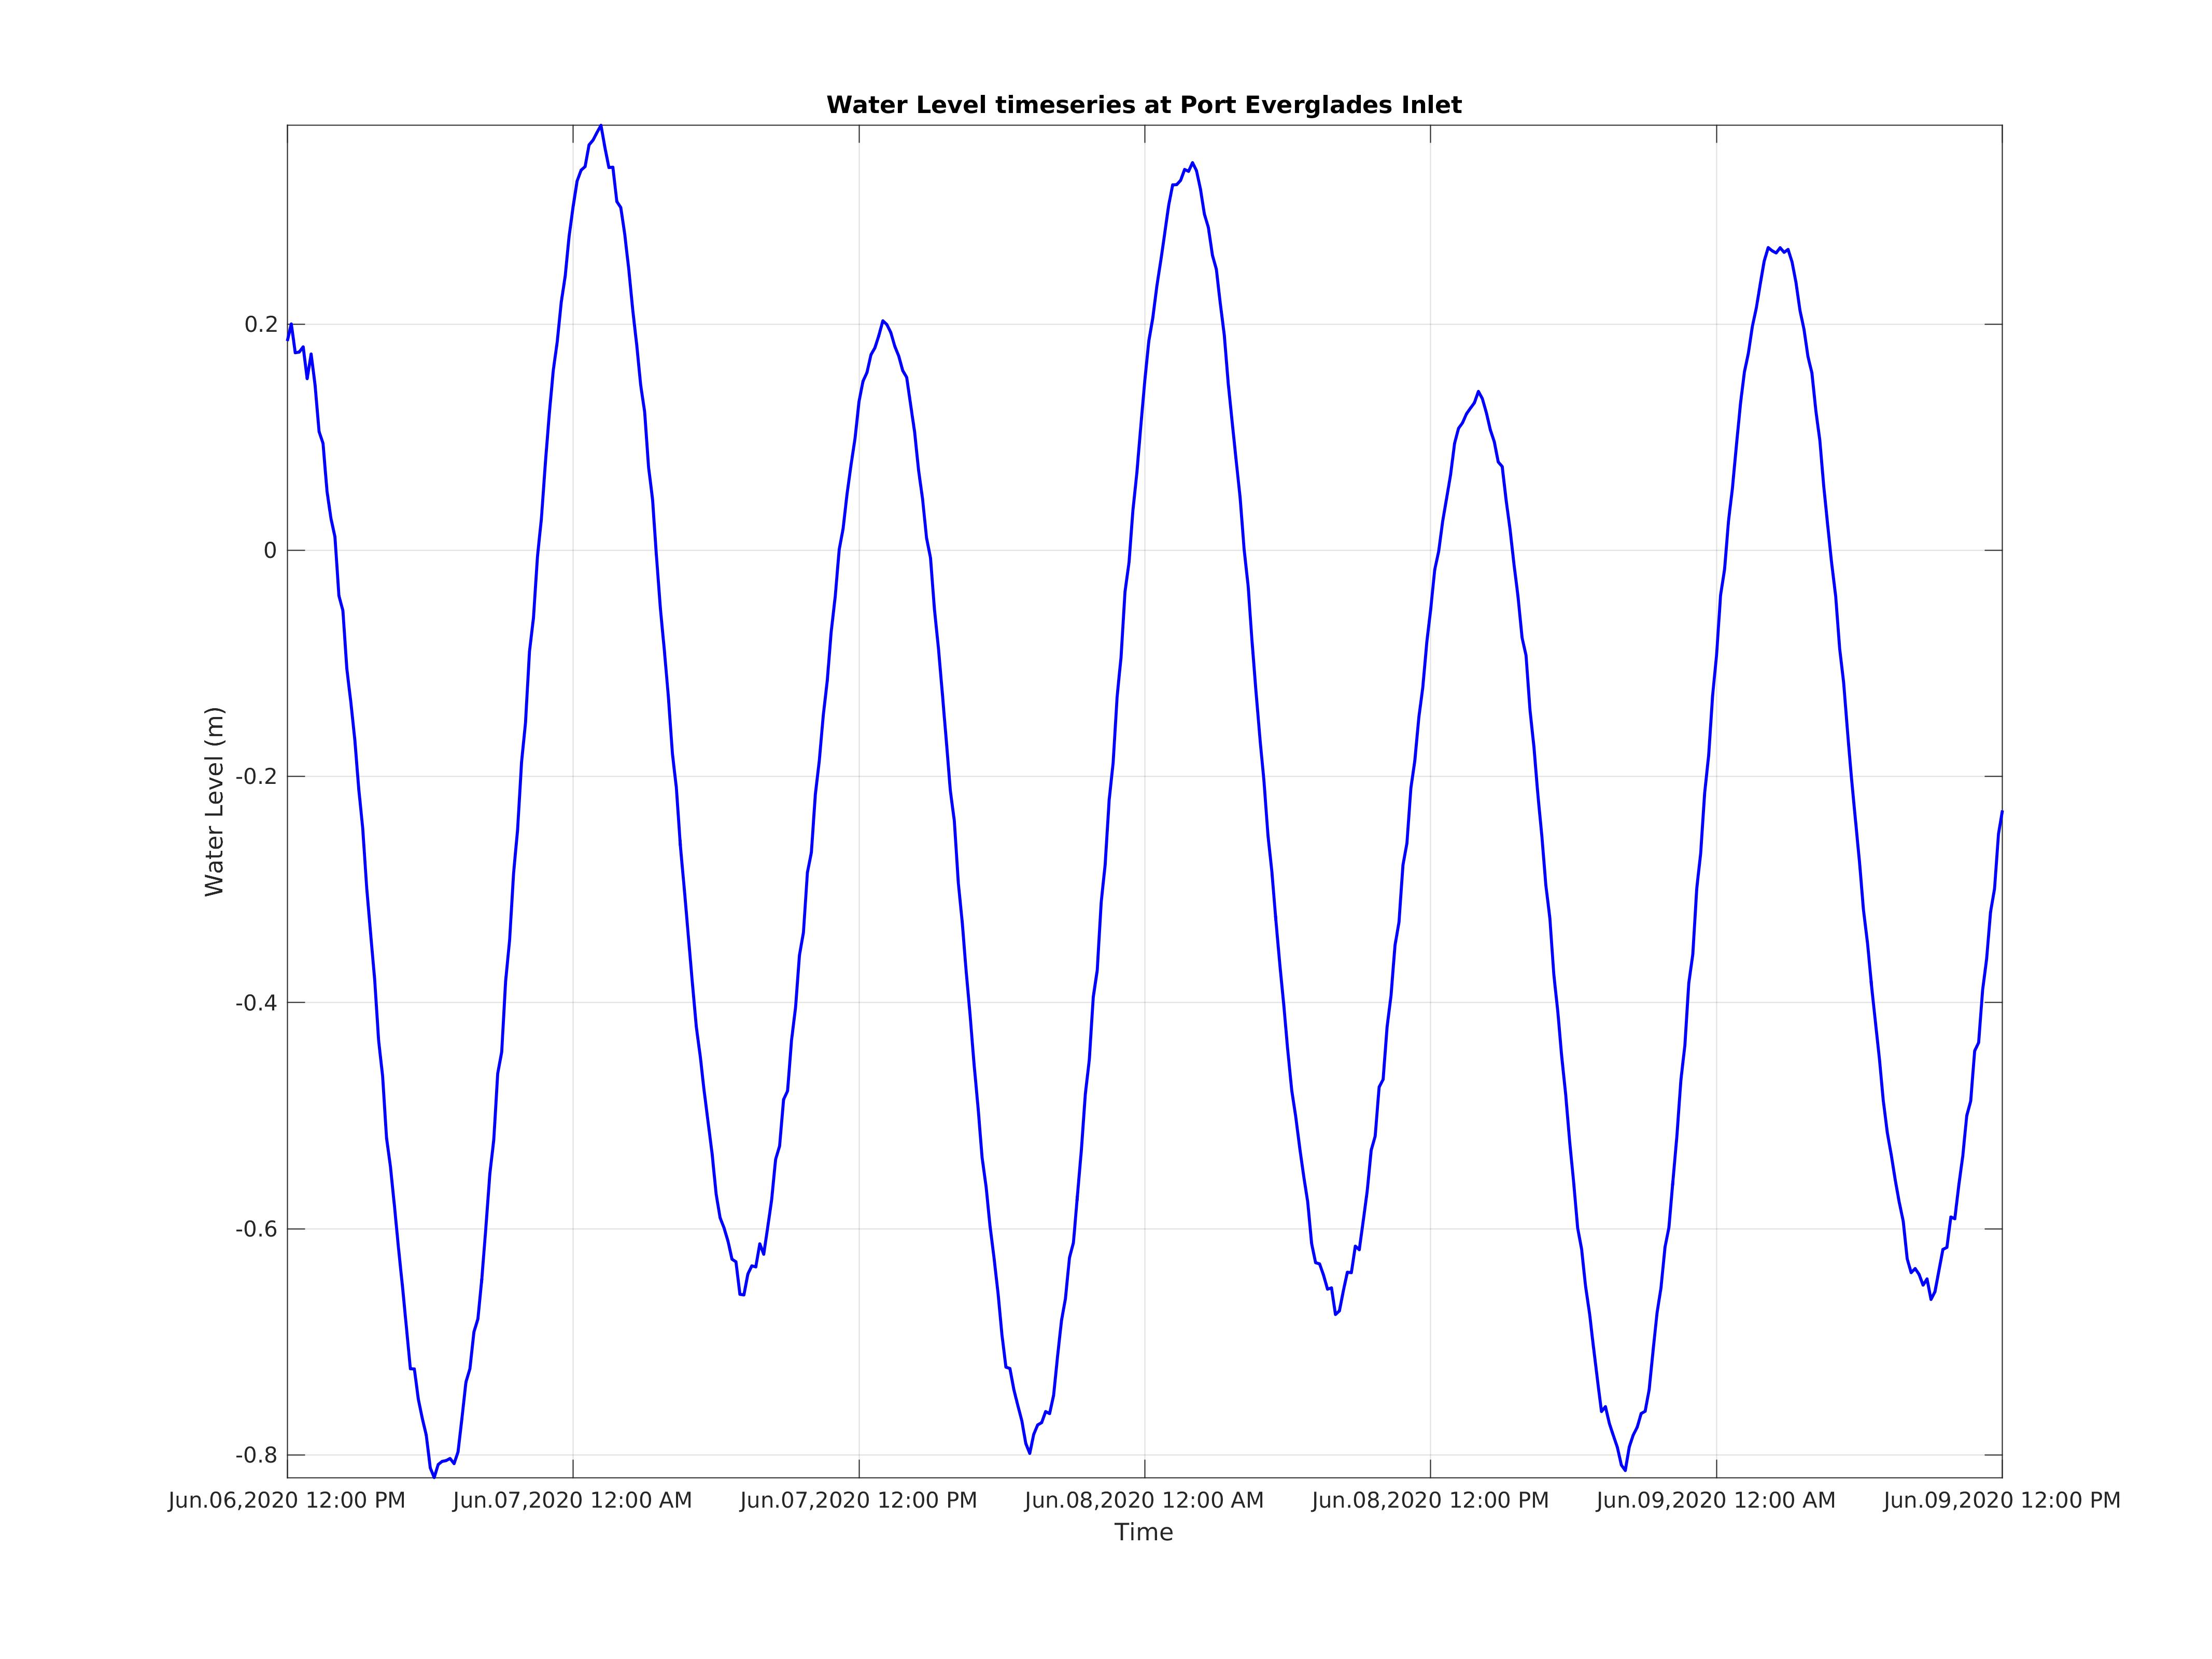 Water Level timeseries at Port Everglades Inlet
0.2
0
-0.2
-0.4
-0.6
-0.8
Water Level (m)
Jun.06,2020 12:00 PM Jun.07,2020 12:00 AM Jun.07,2020 12:00 PM Jun.08,2020 12:00 AM Jun.08,2020 12:00 PM Jun.09,2020 12:00 AM Jun.09,2020 12:00 PM
Time